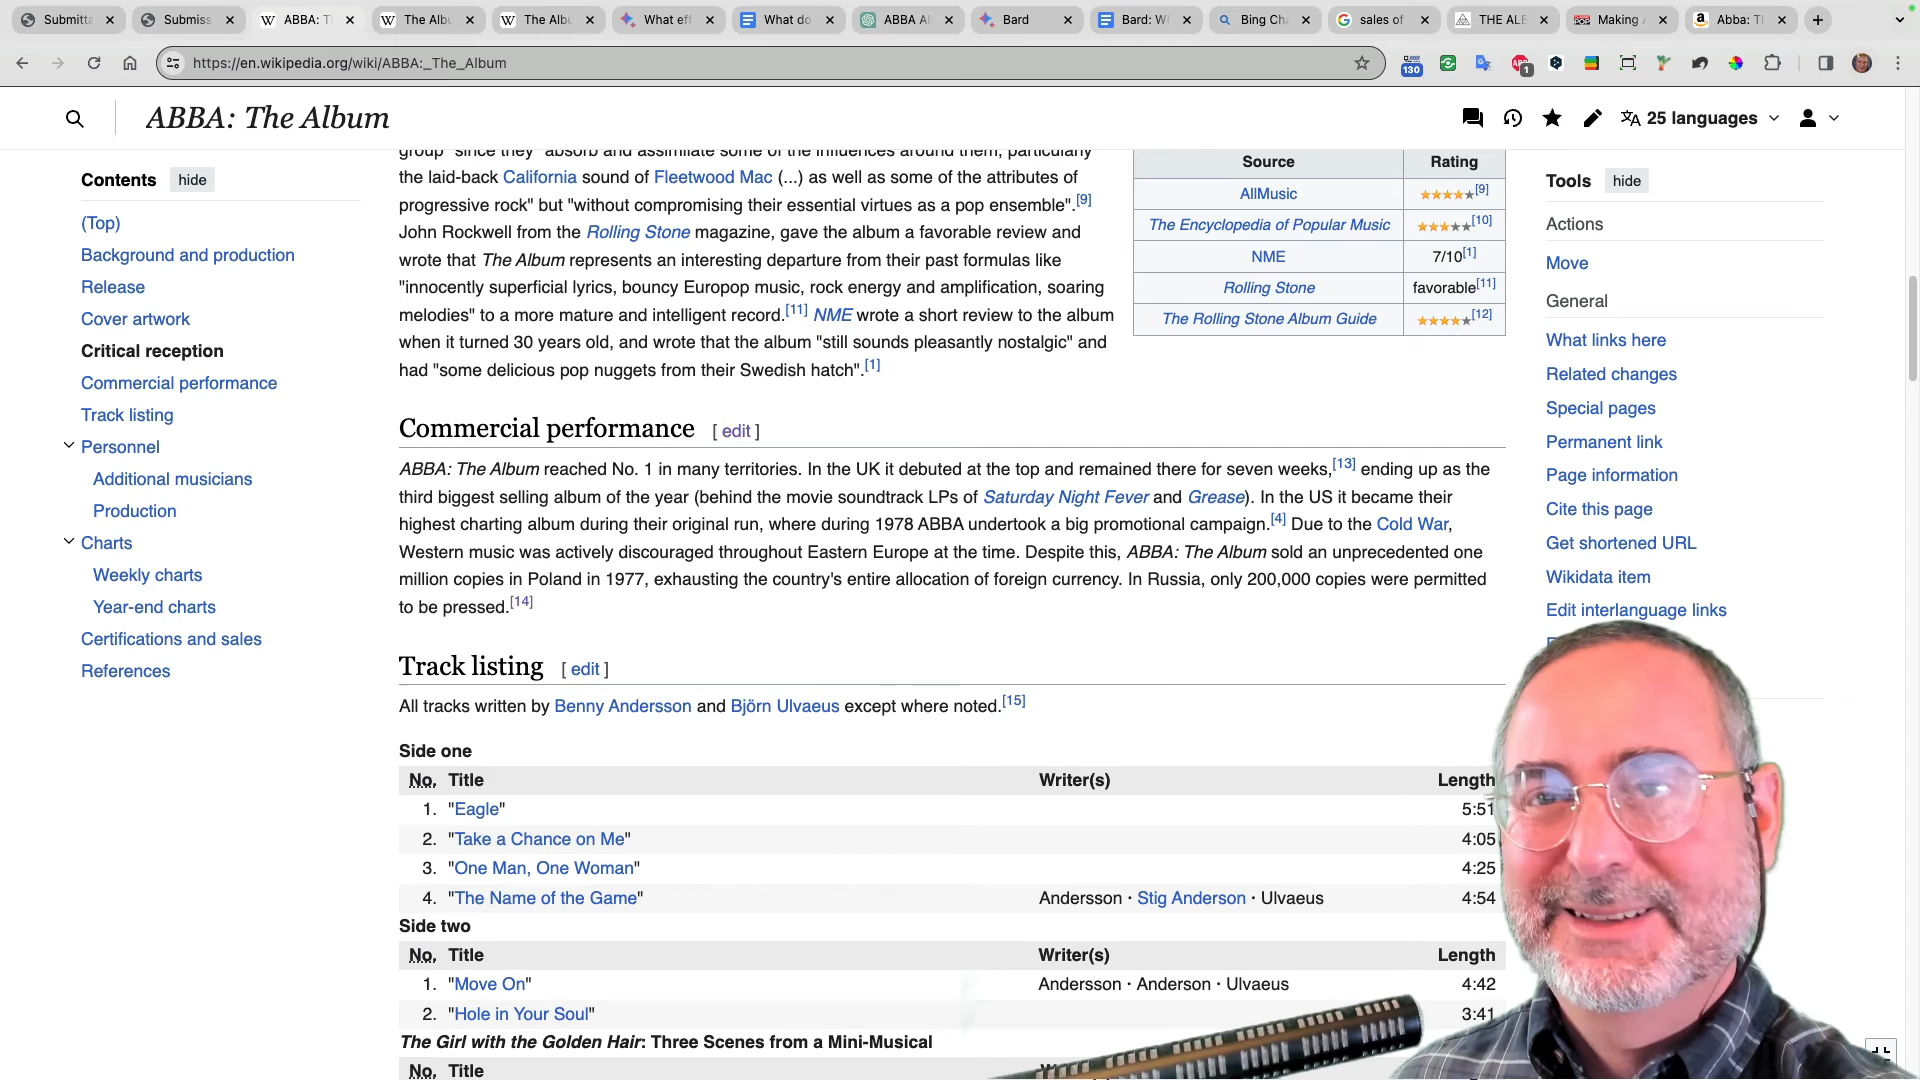 Submitta
Submiss
ABBA: Tl
The Albu
The Albu
What eff
What do
ABBA Al
Bard
Bard: W
Bing Cha
sales of
THE ALB
Making
Abba: Tl
https://en.wikipedia.org/wiki/ABBA:_The_Album
130
1
ABBA: The Album
25 languages
Contents hide
(Top)
Background and production
Release
Cover artwork
Critical reception
Commercial performance
Track listing
Personnel
Additional musicians
Production
Charts
Weekly charts
Year-end charts
Certifications and sales
References
group "since they" absorb and assimilate some of the influences around them, particularly
the laid-back California sound of Fleetwood Mac (...) as well as some of the attributes of
progressive rock" but "without compromising their essential virtues as a pop ensemble".[9]
John Rockwell from the Rolling Stone magazine, gave the album a favorable review and
wrote that The Album represents an interesting departure from their past formulas like
"innocently superficial lyrics, bouncy Europop music, rock energy and amplification, soaring
melodies" to a more mature and intelligent record.[11] NME wrote a short review to the album
when it turned 30 years old, and wrote that the album "still sounds pleasantly nostalgic" and
had "some delicious pop nuggets from their Swedish hatch".[1]
Source Rating
AllMusic ★★★★★[9]
The Encyclopedia of Popular Music ★★★★★[10]
NME 7/10[1]
Rolling Stone favorable[11]
The Rolling Stone Album Guide ★★★★★[12]
Commercial performance [ edit ]
ABBA: The Album reached No. 1 in many territories. In the UK it debuted at the top and remained there for seven weeks,[13] ending up as the
third biggest selling album of the year (behind the movie soundtrack LPs of Saturday Night Fever and Grease). In the US it became their
highest charting album during their original run, where during 1978 ABBA undertook a big promotional campaign.[4] Due to the Cold War,
Western music was actively discouraged throughout Eastern Europe at the time. Despite this, ABBA: The Album sold an unprecedented one
million copies in Poland in 1977, exhausting the country's entire allocation of foreign currency. In Russia, only 200,000 copies were permitted
to be pressed.[14]
Track listing [ edit ]
All tracks written by Benny Andersson and Björn Ulvaeus except where noted.[15]
Side one
No. Title Writer(s) Length
1. "Eagle" 5:51
2. "Take a Chance on Me" 4:05
3. "One Man, One Woman" 4:25
4. "The Name of the Game" Andersson · Stig Anderson · Ulvaeus 4:54
Side two
No. Title Writer(s) Length
1. "Move On" Andersson · Anderson · Ulvaeus 4:42
2. "Hole in Your Soul" 3:41
The Girl with the Golden Hair: Three Scenes from a Mini-Musical
No. Title
Tools hide
Actions
Move
General
What links here
Related changes
Special pages
Permanent link
Page information
Cite this page
Get shortened URL
Wikidata item
Edit interlanguage links